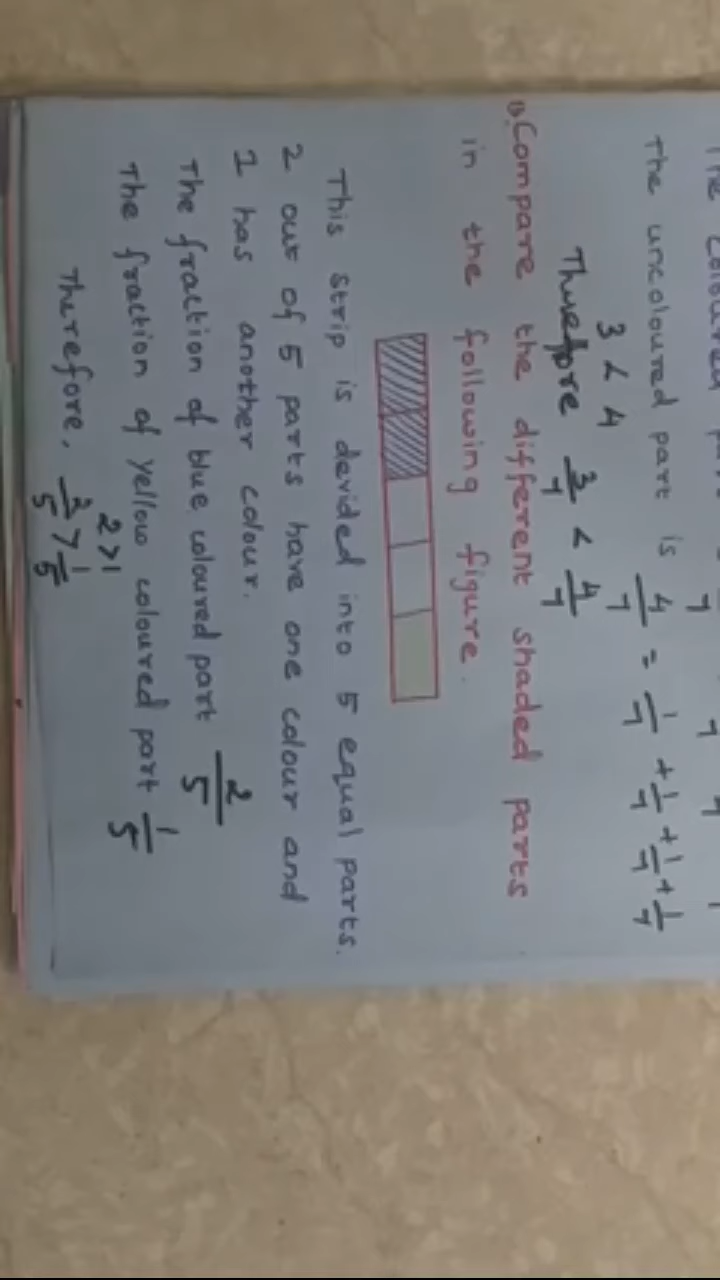 The uncoloured part is 4/7 = 1/7 + 1/7 + 1/7 + 1/7
3 < 4
Therefore 3/7 < 4/7
Compare the different shaded parts
in the following figure.
This strip is devided into 5 equal parts.
2 out of 5 parts have one colour and
1 has another colour.
The fraction of blue coloured part 2/5
The fraction of yellow coloured part 1/5
2 > 1
Therefore, 2/5 > 1/5